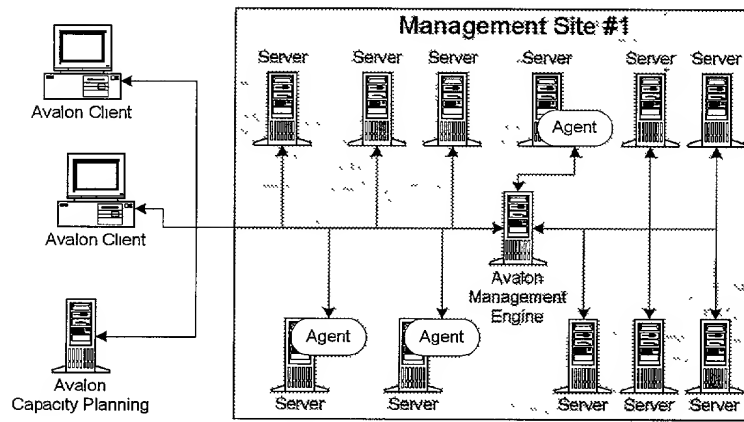 Management Site #1
Server
Server
Server
Server
Server
Server
Agent
Avalon Client
Avalon Client
Avalon
Management
Engine
Agent
Agent
Server
Server
Server
Server
Server
Avalon
Capacity Planning